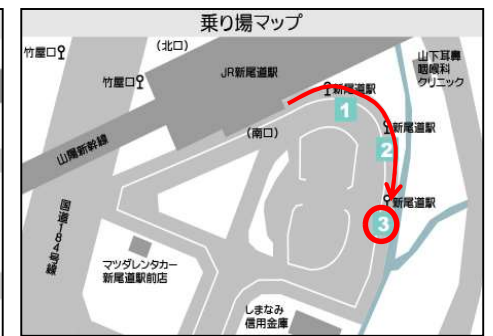 乗り場マップ
竹屋口
(北口)
竹屋口
JR新尾道駅
山下耳鼻
咽喉科
クリニック
新尾道駅
1
新尾道駅
2
(南口)
山陽新幹線
新尾道駅
3
国道184号線
マツダレンタカー
新尾道駅前店
しまなみ
信用金庫